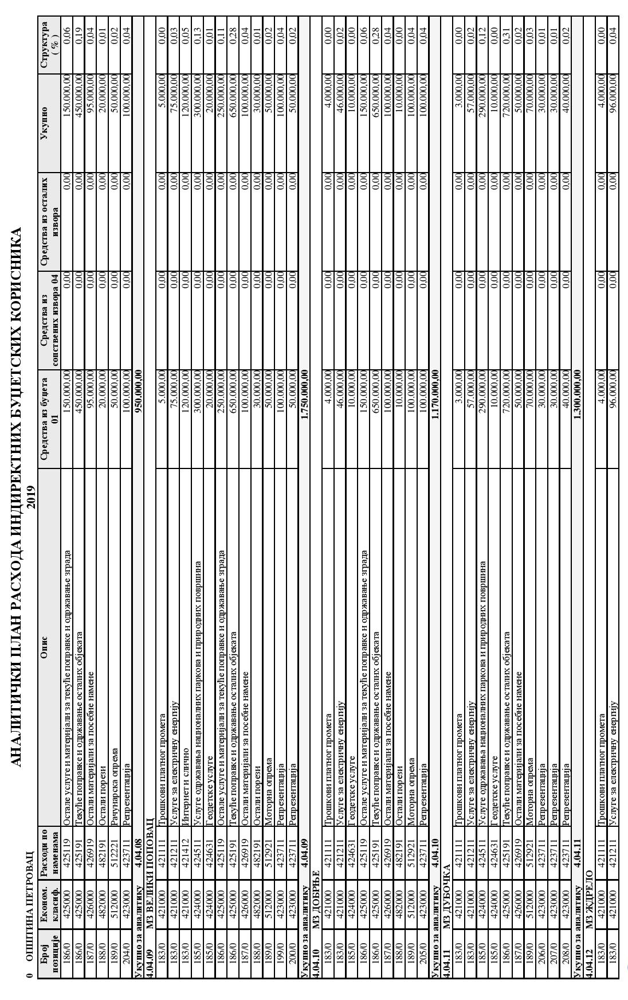 АНАЛИТИЧКИ ПЛАН РАСХОДА ИНДИРЕКТНИХ БУЏЕТСКИХ КОРИСНИКА
2019
0 ОПШТИНА ПЕТРОВАЦ
Број позиције Економ. класиф. Расходи по наменама Опис Средства из буџета 01 Средства из сопствених извора 04 Средства из осталих извора Укупно Структура ( % )
186/0 425000 425119 Остале услуге и материјали за текуће поправке и одржавање зграда 150.000,00 0,00 0,00 150.000,00 0,06
186/0 425000 425191 Текуће поправке и одржавање осталих објеката 450.000,00 0,00 0,00 450.000,00 0,19
187/0 426000 426919 Остали материјали за посебне намене 95.000,00 0,00 0,00 95.000,00 0,04
188/0 482000 482191 Остали порези 20.000,00 0,00 0,00 20.000,00 0,01
189/0 512000 512221 Рачунарска опрема 50.000,00 0,00 0,00 50.000,00 0,02
204/0 423000 423711 Репрезентација 100.000,00 0,00 0,00 100.000,00 0,04
Укупно за аналитику 4.04.08 950.000,00
4.04.09 МЗ ВЕЛИКИ ПОПОВАЦ
183/0 421000 421111 Трошкови платног промета 5.000,00 0,00 0,00 5.000,00 0,00
183/0 421000 421211 Услуге за електричну енергију 75.000,00 0,00 0,00 75.000,00 0,03
183/0 421000 421412 Интернет и слично 120.000,00 0,00 0,00 120.000,00 0,05
185/0 424000 424511 Услуге одржавања националних паркова и природних површина 300.000,00 0,00 0,00 300.000,00 0,13
185/0 424000 424631 Геодетске услуге 20.000,00 0,00 0,00 20.000,00 0,01
186/0 425000 425119 Остале услуге и материјали за текуће поправке и одржавање зграда 250.000,00 0,00 0,00 250.000,00 0,11
186/0 425000 425191 Текуће поправке и одржавање осталих објеката 650.000,00 0,00 0,00 650.000,00 0,28
187/0 426000 426919 Остали материјали за посебне намене 100.000,00 0,00 0,00 100.000,00 0,04
188/0 482000 482191 Остали порези 30.000,00 0,00 0,00 30.000,00 0,01
189/0 512000 512921 Моторна опрема 50.000,00 0,00 0,00 50.000,00 0,02
199/0 423000 423711 Репрезентација 100.000,00 0,00 0,00 100.000,00 0,04
200/0 423000 423711 Репрезентација 50.000,00 0,00 0,00 50.000,00 0,02
Укупно за аналитику 4.04.09 1.750.000,00
4.04.10 МЗ ДОБРЊЕ
183/0 421000 421111 Трошкови платног промета 4.000,00 0,00 0,00 4.000,00 0,00
183/0 421000 421211 Услуге за електричну енергију 46.000,00 0,00 0,00 46.000,00 0,02
185/0 424000 424631 Геодетске услуге 10.000,00 0,00 0,00 10.000,00 0,00
186/0 425000 425119 Остале услуге и материјали за текуће поправке и одржавање зграда 150.000,00 0,00 0,00 150.000,00 0,06
186/0 425000 425191 Текуће поправке и одржавање осталих објеката 650.000,00 0,00 0,00 650.000,00 0,28
187/0 426000 426919 Остали материјали за посебне намене 100.000,00 0,00 0,00 100.000,00 0,04
188/0 482000 482191 Остали порези 10.000,00 0,00 0,00 10.000,00 0,00
189/0 512000 512921 Моторна опрема 100.000,00 0,00 0,00 100.000,00 0,04
205/0 423000 423711 Репрезентација 100.000,00 0,00 0,00 100.000,00 0,04
Укупно за аналитику 4.04.10 1.170.000,00
4.04.11 МЗ ДУБОЧКА
183/0 421000 421111 Трошкови платног промета 3.000,00 0,00 0,00 3.000,00 0,00
183/0 421000 421211 Услуге за електричну енергију 57.000,00 0,00 0,00 57.000,00 0,02
185/0 424000 424511 Услуге одржавања националних паркова и природних површина 290.000,00 0,00 0,00 290.000,00 0,12
185/0 424000 424631 Геодетске услуге 10.000,00 0,00 0,00 10.000,00 0,00
186/0 425000 425191 Текуће поправке и одржавање осталих објеката 720.000,00 0,00 0,00 720.000,00 0,31
187/0 426000 426919 Остали материјали за посебне намене 50.000,00 0,00 0,00 50.000,00 0,02
189/0 512000 512921 Моторна опрема 70.000,00 0,00 0,00 70.000,00 0,03
206/0 423000 423711 Репрезентација 30.000,00 0,00 0,00 30.000,00 0,01
207/0 423000 423711 Репрезентација 30.000,00 0,00 0,00 30.000,00 0,01
208/0 423000 423711 Репрезентација 40.000,00 0,00 0,00 40.000,00 0,02
Укупно за аналитику 4.04.11 1.300.000,00
4.04.12 МЗ ЖДРЕЛО
183/0 421000 421111 Трошкови платног промета 4.000,00 0,00 0,00 4.000,00 0,00
183/0 421000 421211 Услуге за електричну енергију 96.000,00 0,00 0,00 96.000,00 0,04